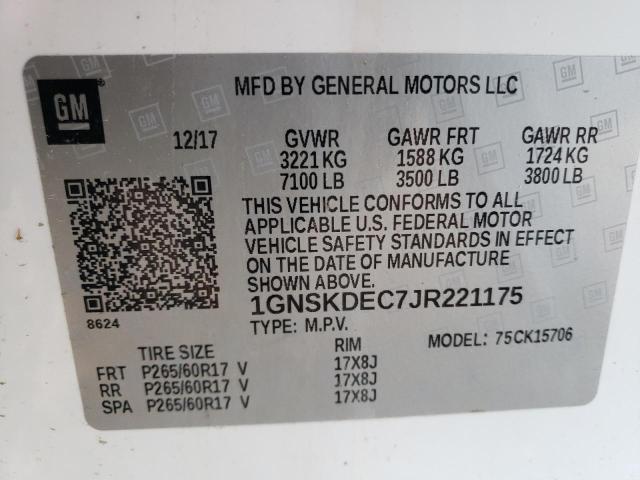 GM
MFD BY GENERAL MOTORS LLC
12/17 GVWR GAWR FRT GAWR RR
3221 KG 1588 KG 1724 KG
7100 LB 3500 LB 3800 LB
THIS VEHICLE CONFORMS TO ALL
APPLICABLE U.S. FEDERAL MOTOR
VEHICLE SAFETY STANDARDS IN EFFECT
ON THE DATE OF MANUFACTURE
SHOWN ABOVE.
1GNSKDEC7JR221175
8624
TYPE: M.P.V. MODEL: 75CK15706
TIRE SIZE RIM
FRT P265/60R17 V 17X8J
RR P265/60R17 V 17X8J
SPA P265/60R17 V 17X8J